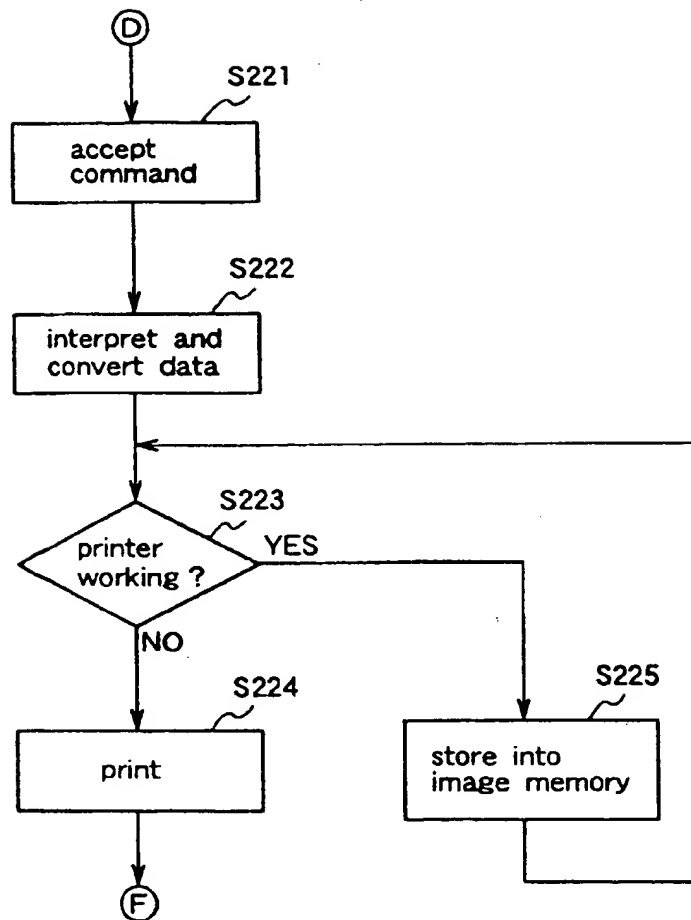 D
S221
accept
command
S222
interpret and
convert data
S223
printer
working ?
YES
NO
S224
print
S225
store into
image memory
F